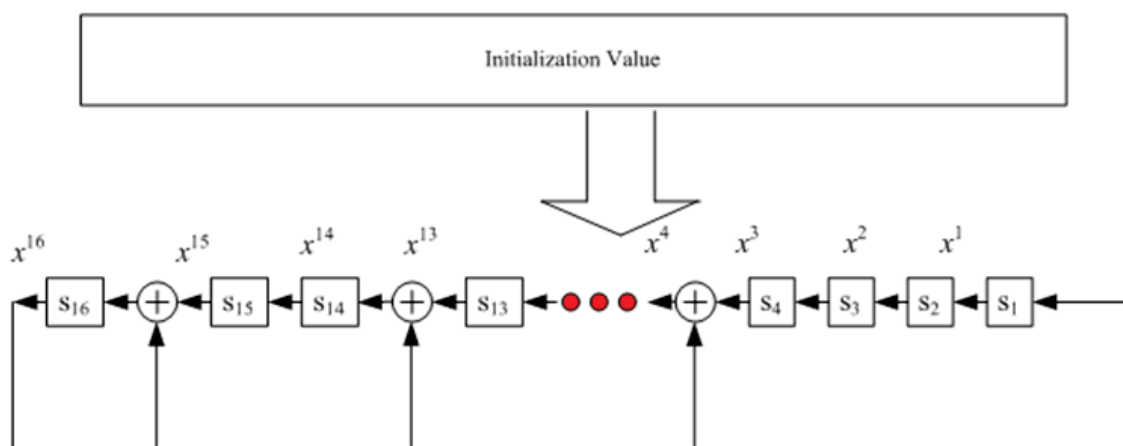 Initialization Value
x¹⁶ x¹⁵ x¹⁴ x¹³ x⁴ x³ x² x¹
S₁₆ + S₁₅ S₁₄ + S₁₃ + S₄ S₃ S₂ S₁